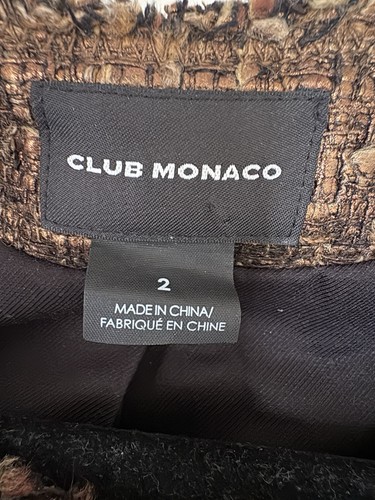 CLUB MONACO
2
MADE IN CHINA/
FABRIQUÉ EN CHINE